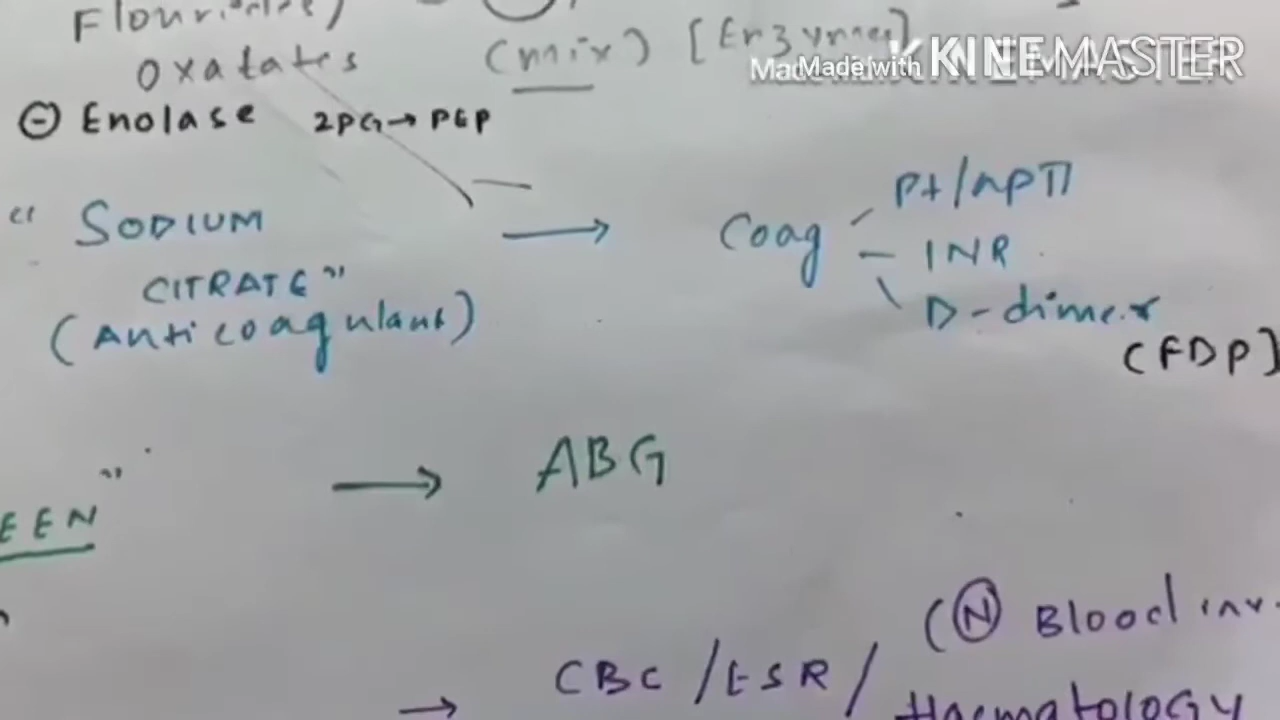 Flouride,
Oxalates
(mix) [Enzymes]
Made with KINEMASTER
⊖ Enolase 2PG→ PEP
"SODIUM → Coag – Pt/APTT
CITRATE" – INR
(Anticoagulant) – D-dimer
(FDP]
EEN" → ABG
(Ⓝ Blood inv.
→ CBC /ESR/
Haematology